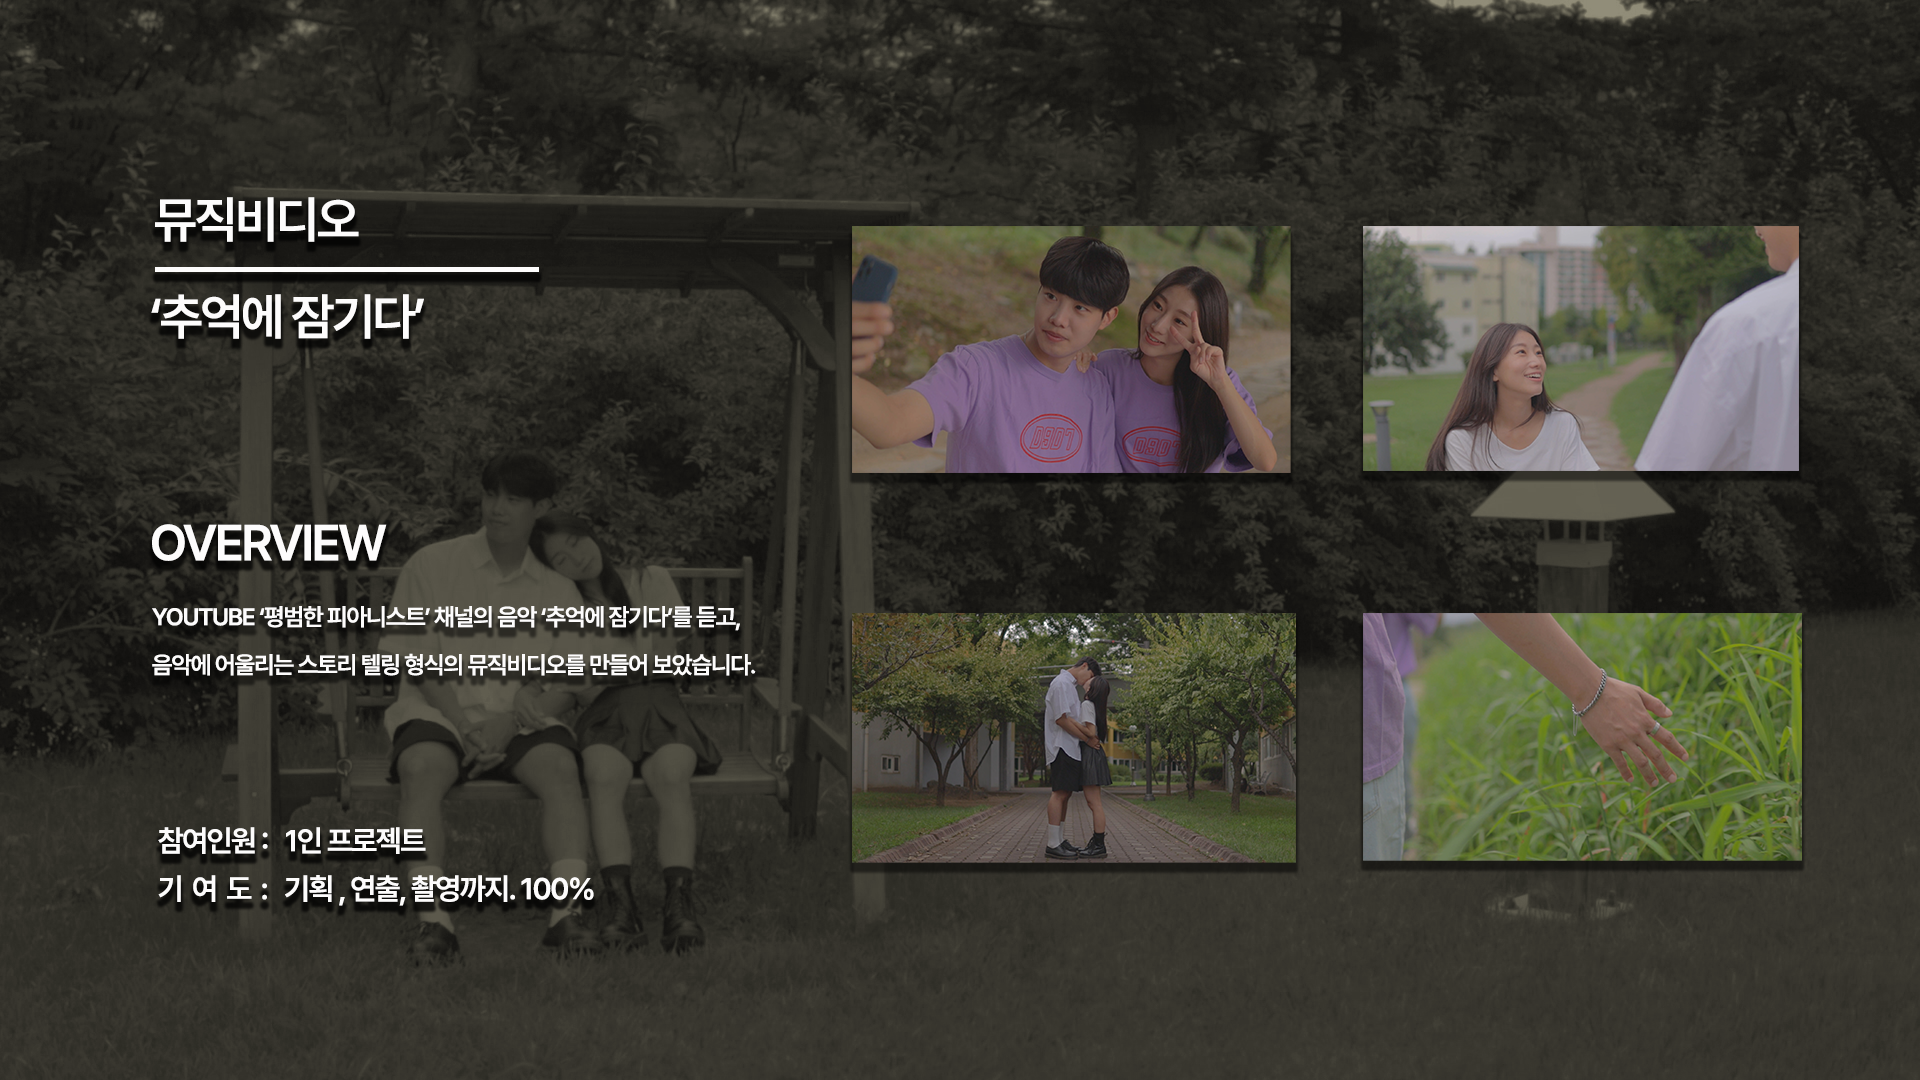 뮤직비디오
‘추억에 잠기다’
OVERVIEW
YOUTUBE ‘평범한 피아니스트’ 채널의 음악 ‘추억에 잠기다’를 듣고,
음악에 어울리는 스토리 텔링 형식의 뮤직비디오를 만들어 보았습니다.
참여인원 : 1인 프로젝트
기 여 도 : 기획 , 연출, 촬영까지. 100%
0907
0907